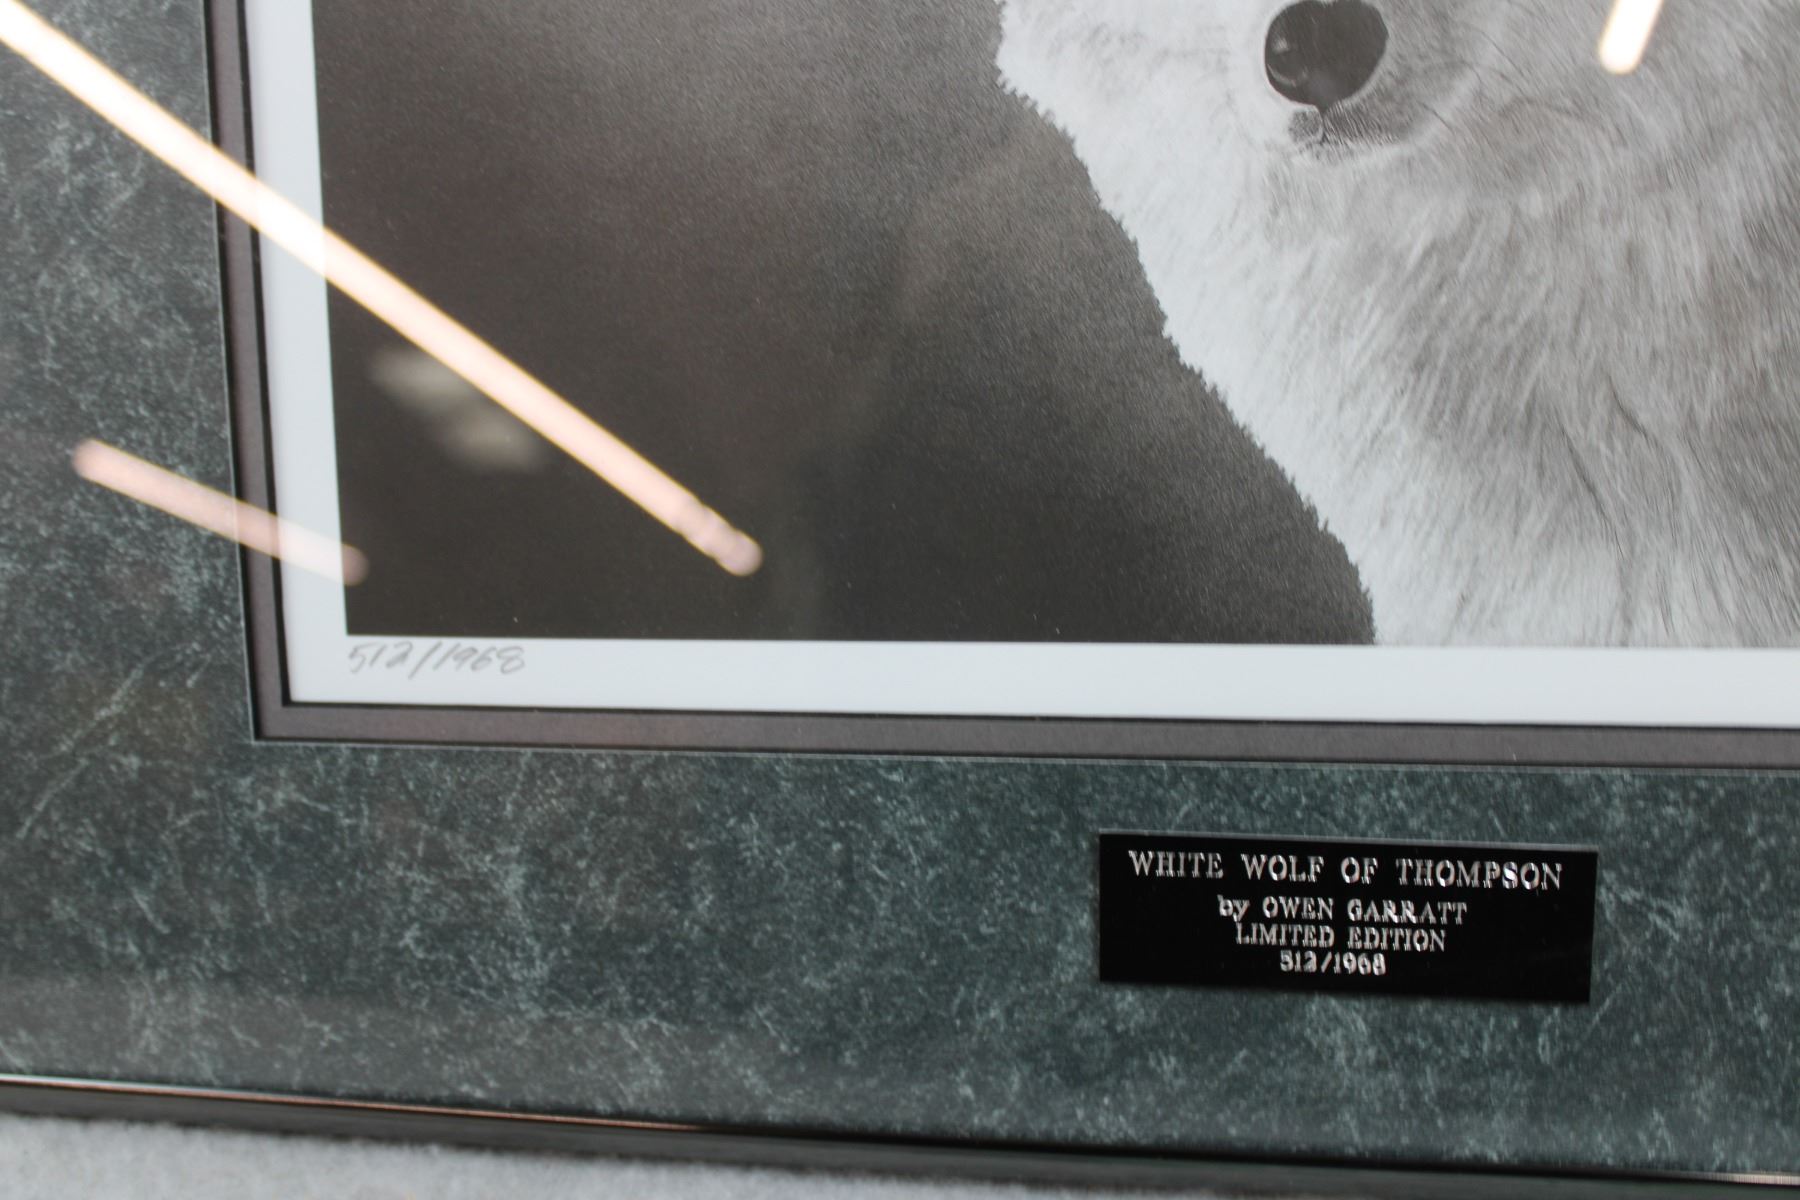 512/1968
WHITE WOLF OF THOMPSON
by OWEN GARRATT
LIMITED EDITION
512/1968